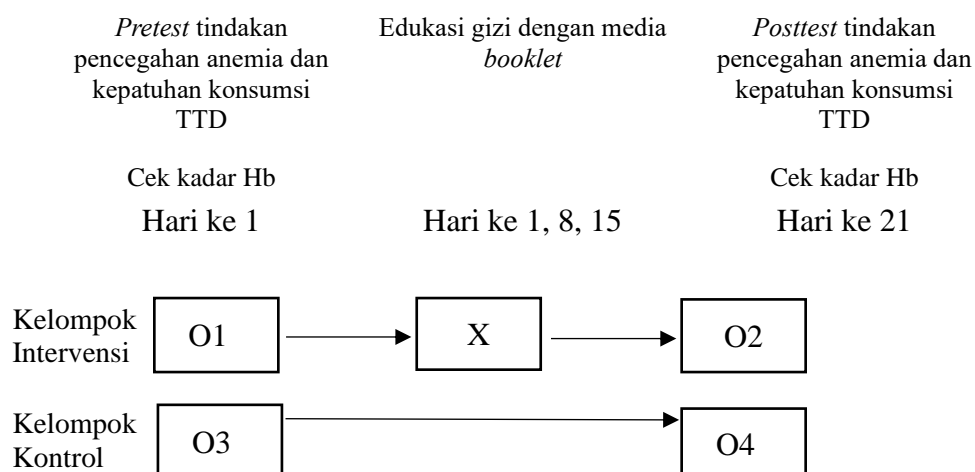 Pretest tindakan
pencegahan anemia dan
kepatuhan konsumsi
TTD
Cek kadar Hb
Hari ke 1
Edukasi gizi dengan media
booklet
Hari ke 1, 8, 15
Posttest tindakan
pencegahan anemia dan
kepatuhan konsumsi
TTD
Cek kadar Hb
Hari ke 21
Kelompok
Intervensi
O1
X
O2
Kelompok
Kontrol
O3
O4